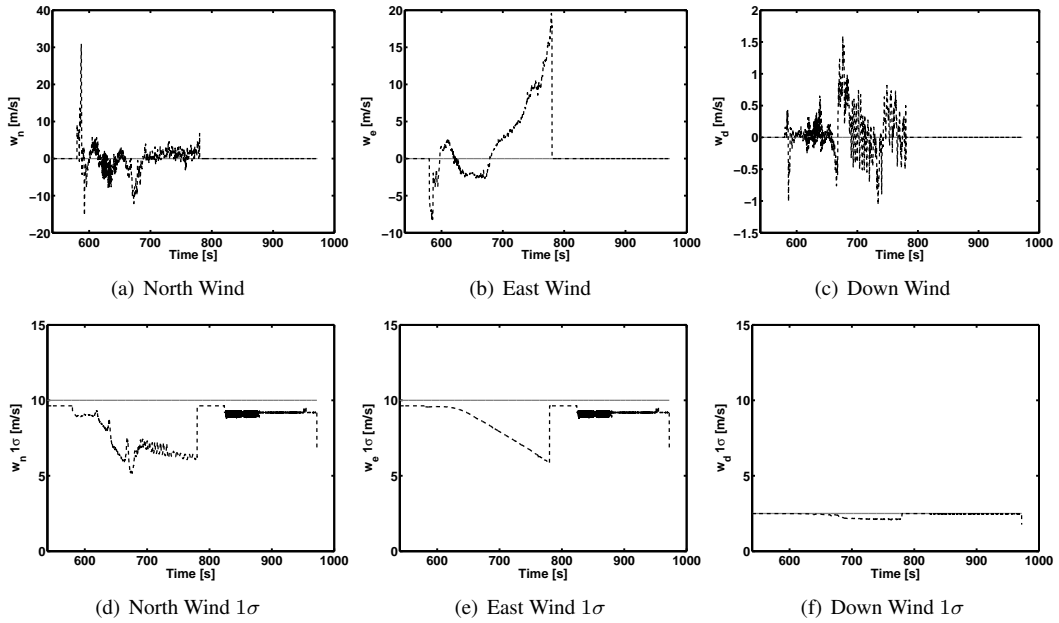 40
30
20
10
0
−10
−20
w_n [m/s]
600 700 800 900 1000
Time [s]
(a) North Wind
20
15
10
5
0
−5
−10
w_e [m/s]
600 700 800 900 1000
Time [s]
(b) East Wind
2
1.5
1
0.5
0
−0.5
−1
−1.5
w_d [m/s]
600 700 800 900 1000
Time [s]
(c) Down Wind
15
10
5
0
w_n 1σ [m/s]
600 700 800 900 1000
Time [s]
(d) North Wind 1σ
15
10
5
0
w_e 1σ [m/s]
600 700 800 900 1000
Time [s]
(e) East Wind 1σ
15
10
5
0
w_d 1σ [m/s]
600 700 800 900 1000
Time [s]
(f) Down Wind 1σ